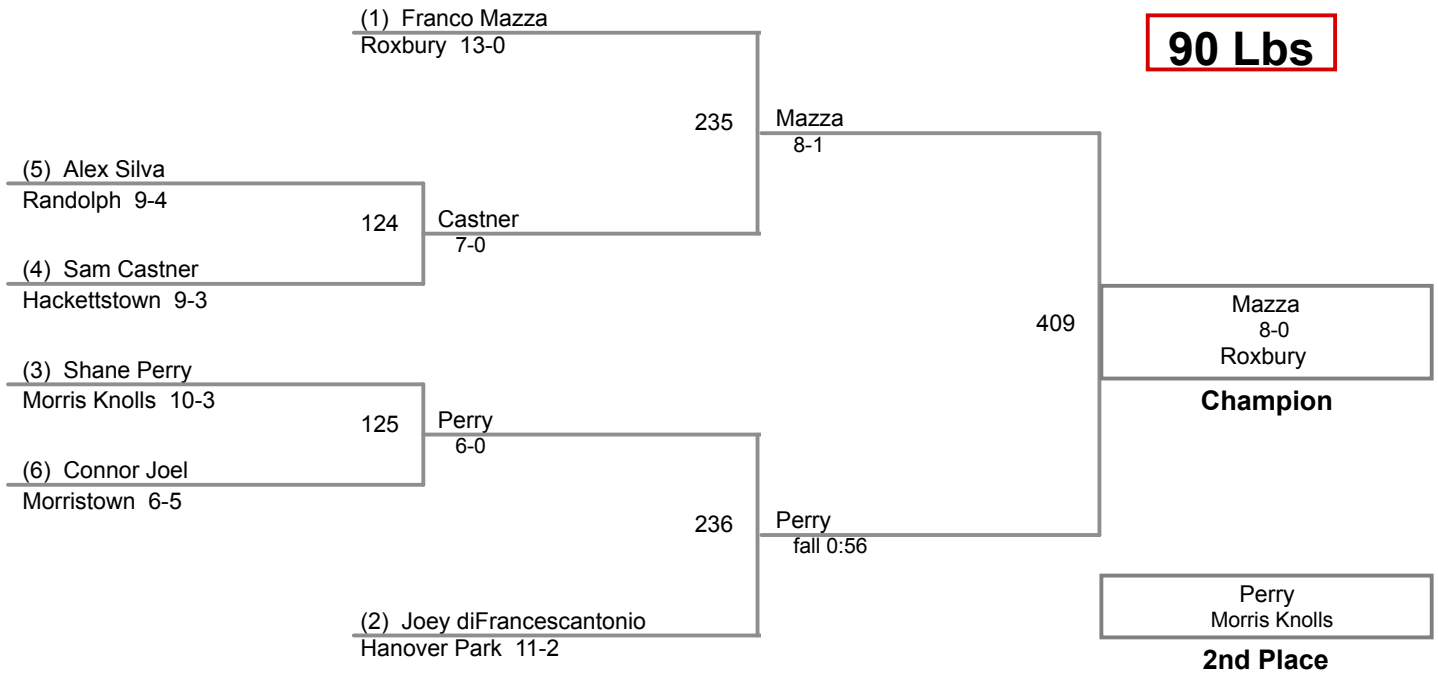 (1) Franco Mazza
Roxbury 13-0
90 Lbs
235
Mazza
8-1
(5) Alex Silva
Randolph 9-4
124
Castner
7-0
(4) Sam Castner
Hackettstown 9-3
409
Mazza
8-0
Roxbury
Champion
(3) Shane Perry
Morris Knolls 10-3
125
Perry
6-0
(6) Connor Joel
Morristown 6-5
236
Perry
fall 0:56
(2) Joey diFrancescantonio
Hanover Park 11-2
Perry
Morris Knolls
2nd Place